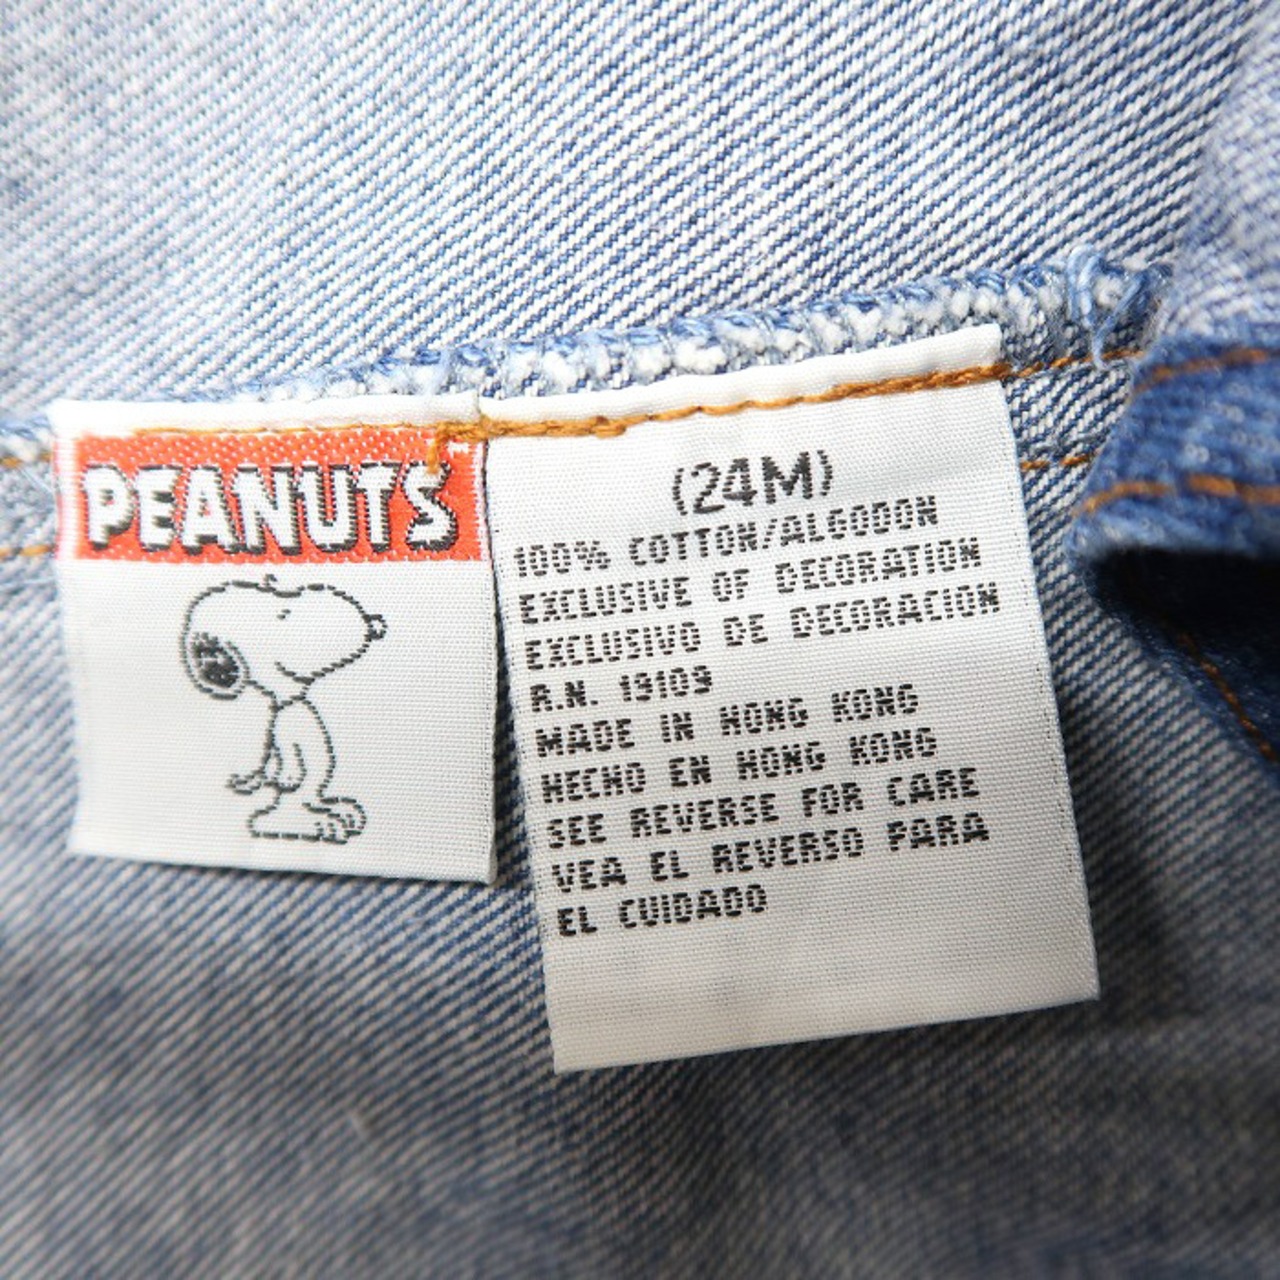 PEANUTS
(24M)
100% COTTON/ALGODON
EXCLUSIVE OF DECORATION
EXCLUSIVO DE DECORACION
R.N. 19109
MADE IN HONG KONG
HECHO EN HONG KONG
SEE REVERSE FOR CARE
VEA EL REVERSO PARA
EL CUIDADO